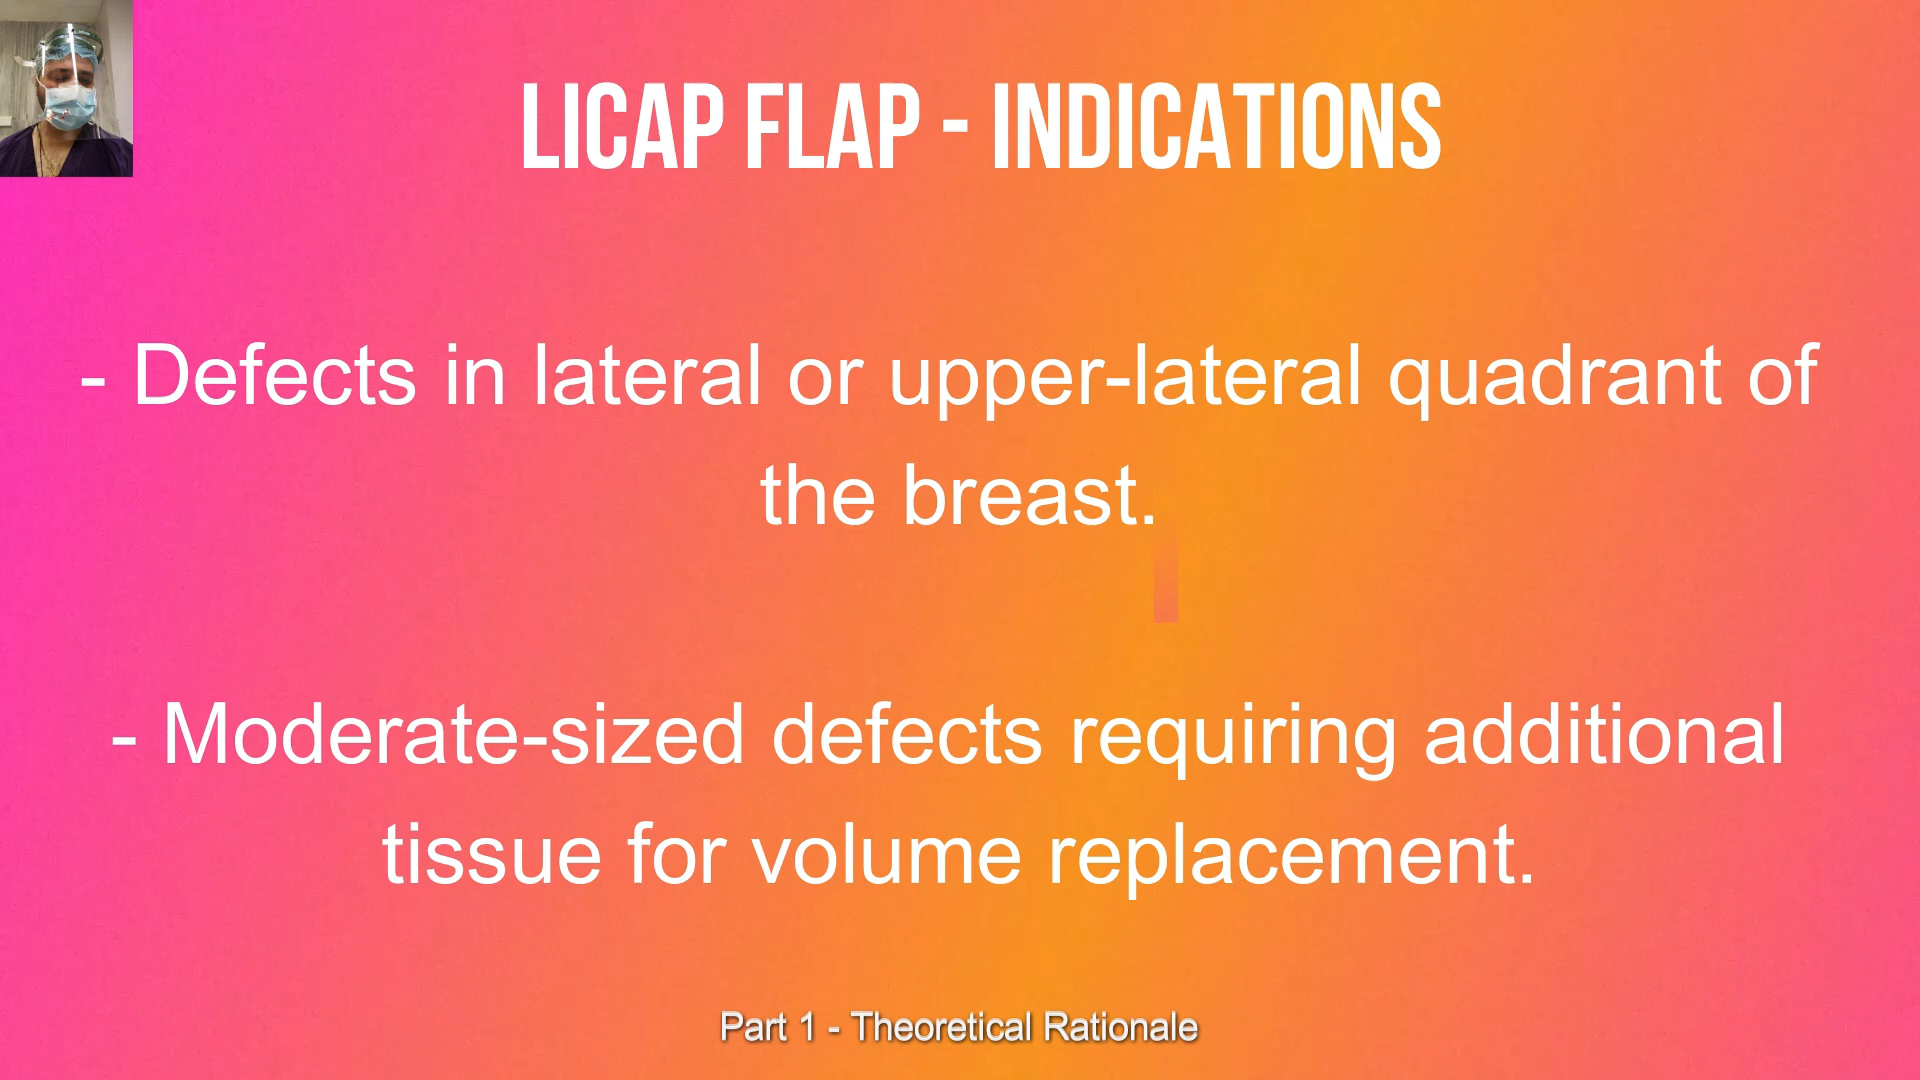 LICAP FLAP - INDICATIONS
- Defects in lateral or upper-lateral quadrant of
the breast.
- Moderate-sized defects requiring additional
tissue for volume replacement.
Part 1 - Theoretical Rationale